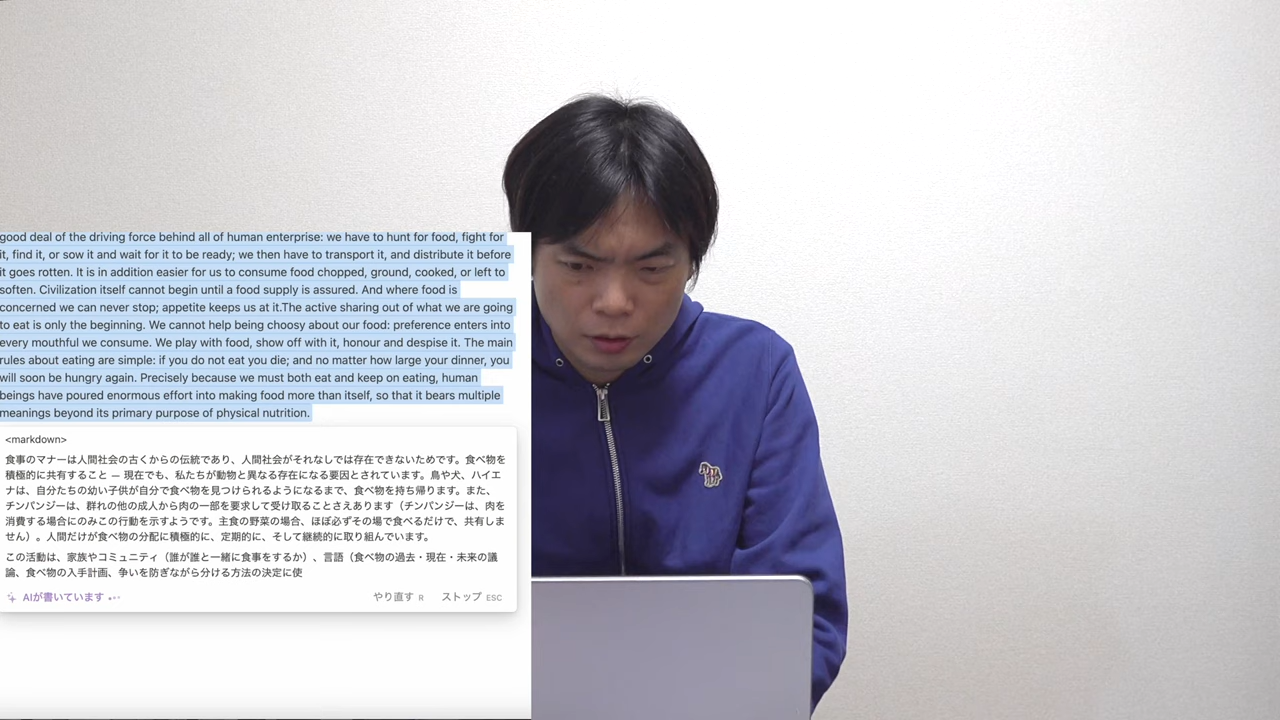 good deal of the driving force behind all of human enterprise: we have to hunt for food, fight for
it, find it, or sow it and wait for it to be ready; we then have to transport it, and distribute it before
it goes rotten. It is in addition easier for us to consume food chopped, ground, cooked, or left to
soften. Civilization itself cannot begin until a food supply is assured. And where food is
concerned we can never stop; appetite keeps us at it.The active sharing out of what we are going
to eat is only the beginning. We cannot help being choosy about our food: preference enters into
every mouthful we consume. We play with food, show off with it, honour and despise it. The main
rules about eating are simple: if you do not eat you die; and no matter how large your dinner, you
will soon be hungry again. Precisely because we must both eat and keep on eating, human
beings have poured enormous effort into making food more than itself, so that it bears multiple
meanings beyond its primary purpose of physical nutrition.
<markdown>
食事のマナーは人間社会の古くからの伝統であり、人間社会がそれなしでは存在できないためです。食べ物を
積極的に共有すること — 現在でも、私たちが動物と異なる存在になる要因とされています。鳥や犬、ハイエ
ナは、自分たちの幼い子供が自分で食べ物を見つけられるようになるまで、食べ物を持ち帰ります。また、
チンパンジーは、群れの他の成人から肉の一部を要求して受け取ることさえあります（チンパンジーは、肉を
消費する場合にのみこの行動を示すようです。主食の野菜の場合、ほぼ必ずその場で食べるだけで、共有しま
せん）。人間だけが食べ物の分配に積極的に、定期的に、そして継続的に取り組んでいます。
この活動は、家族やコミュニティ（誰が誰と一緒に食事をするか）、言語（食べ物の過去・現在・未来の議
論、食べ物の入手計画、争いを防ぎながら分ける方法の決定に使
AIが書いています やり直す R ストップ ESC